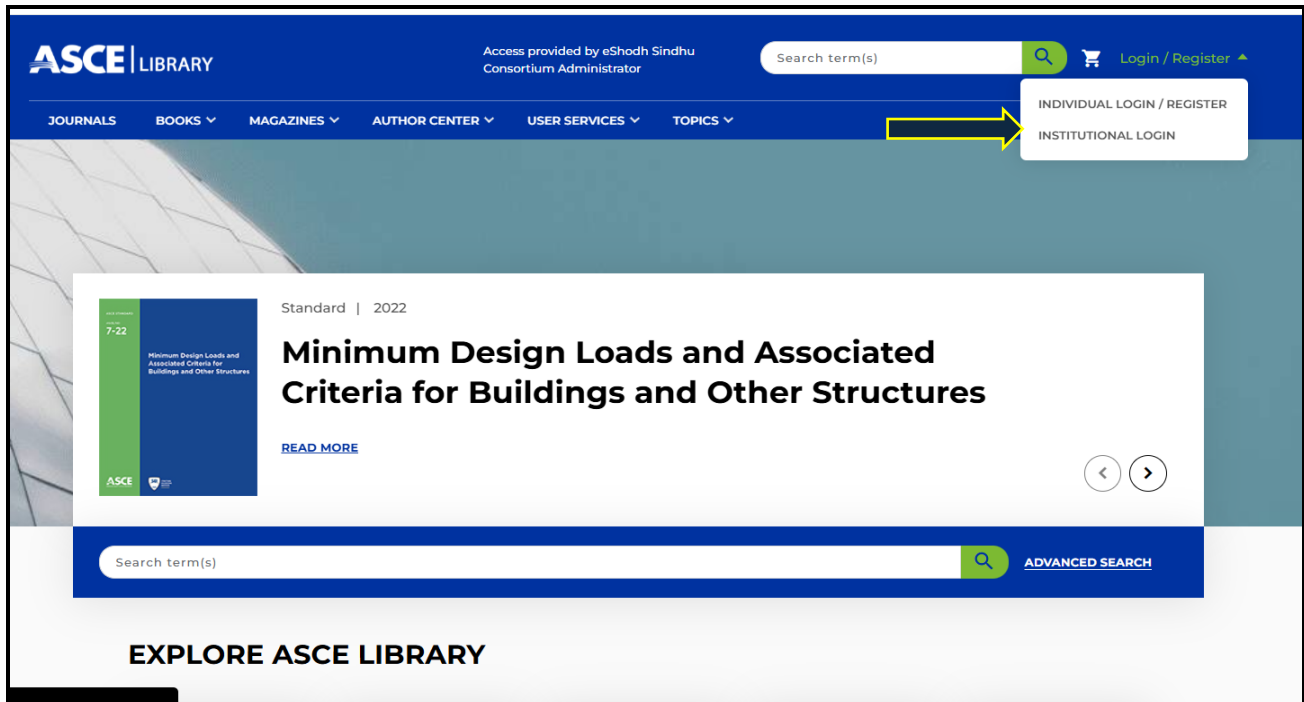 ASCE LIBRARY
Access provided by eShodh Sindhu
Consortium Administrator
Search term(s)
Login / Register
INDIVIDUAL LOGIN / REGISTER
INSTITUTIONAL LOGIN
JOURNALS BOOKS MAGAZINES AUTHOR CENTER USER SERVICES TOPICS
Standard | 2022
7-22
Minimum Design Loads and
Associated Criteria for
Buildings and Other Structures
ASCE
Minimum Design Loads and Associated
Criteria for Buildings and Other Structures
READ MORE
Search term(s)
ADVANCED SEARCH
EXPLORE ASCE LIBRARY